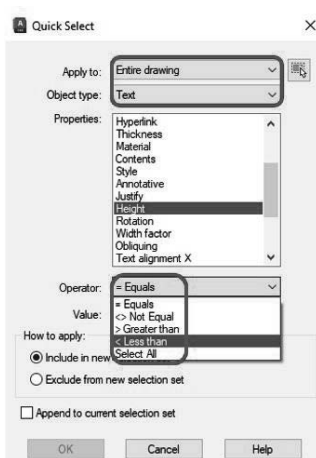 Quick Select
Apply to: Entire drawing
Object type: Text
Properties: Hyperlink
Thickness
Material
Contents
Style
Annotative
Justify
Height
Rotation
Width factor
Obliquing
Text alignment X
Operator: = Equals
= Equals
Value: <> Not Equal
> Greater than
How to apply: < Less than
Include in new Select All
Exclude from new selection set
Append to current selection set
OK Cancel Help